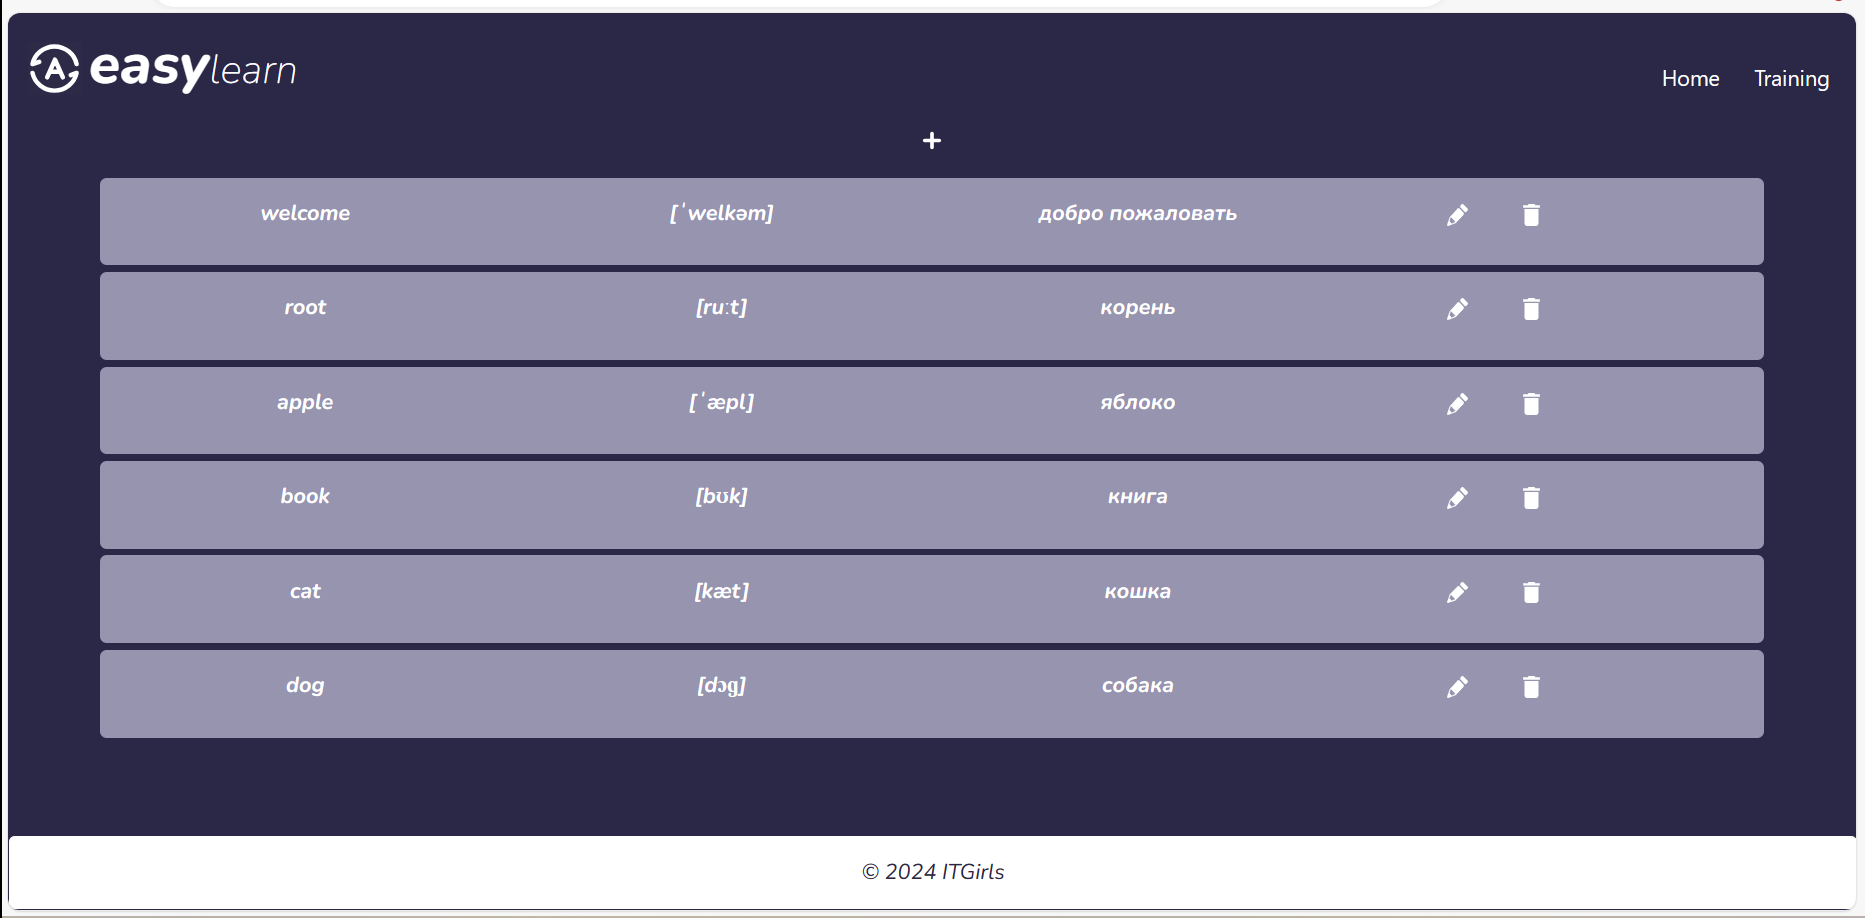 easylearn
Home Training
+
welcome [ˈwelkəm] добро пожаловать
root [ruːt] корень
apple [ˈæpl] яблоко
book [bʊk] книга
cat [kæt] кошка
dog [dɔɡ] собака
© 2024 ITGirls